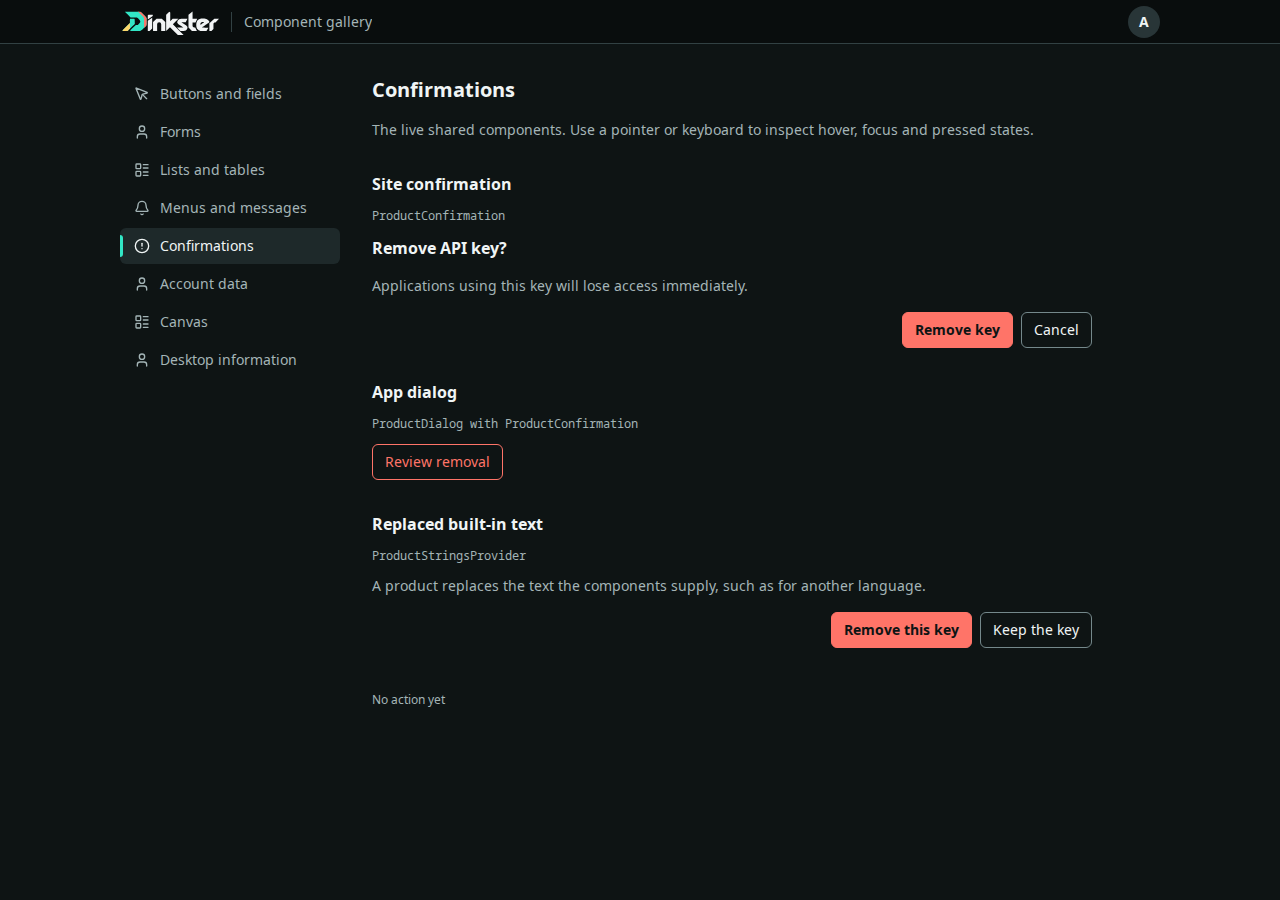 Dinkster
Component gallery
A
Buttons and fields
Forms
Lists and tables
Menus and messages
Confirmations
Account data
Canvas
Desktop information
Confirmations
The live shared components. Use a pointer or keyboard to inspect hover, focus and pressed states.
Site confirmation
ProductConfirmation
Remove API key?
Applications using this key will lose access immediately.
Remove key
Cancel
App dialog
ProductDialog with ProductConfirmation
Review removal
Replaced built-in text
ProductStringsProvider
A product replaces the text the components supply, such as for another language.
Remove this key
Keep the key
No action yet